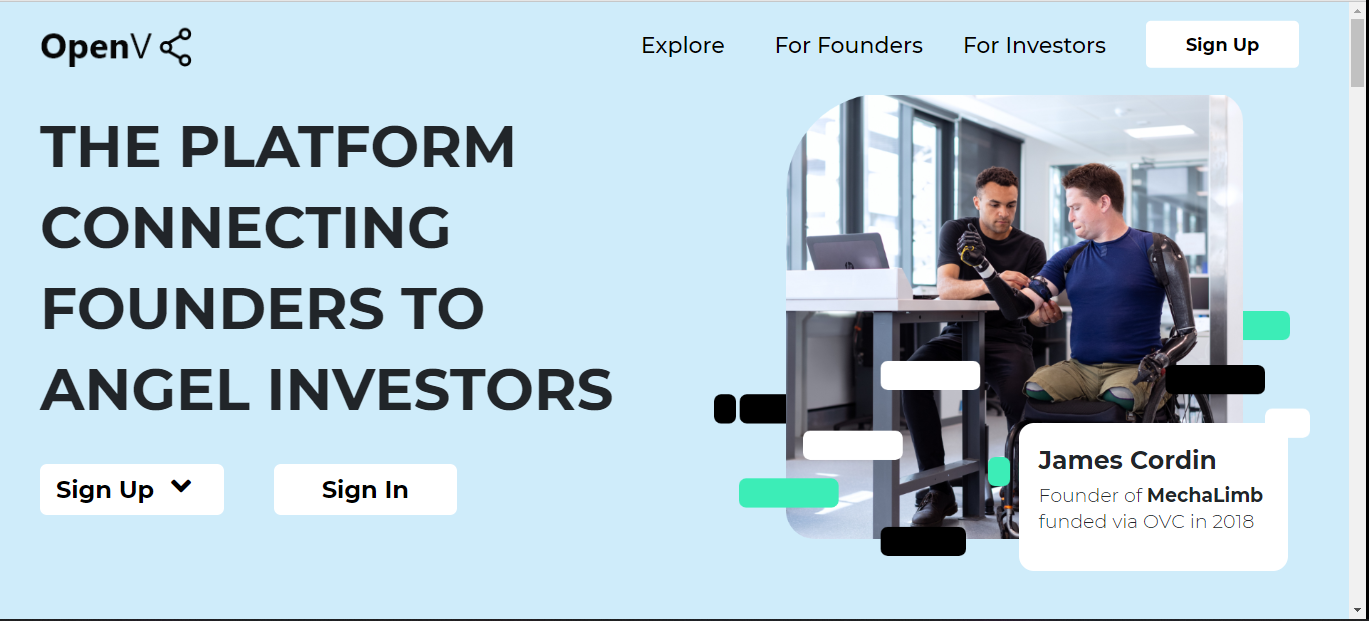 OpenV
Explore
For Founders
For Investors
Sign Up
THE PLATFORM
CONNECTING
FOUNDERS TO
ANGEL INVESTORS
Sign Up
Sign In
hp
James Cordin
Founder of MechaLimb
funded via OVC in 2018